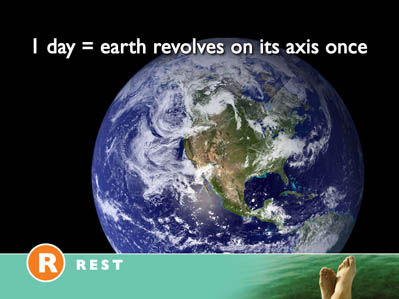 1 day = earth revolves on its axis once
R REST